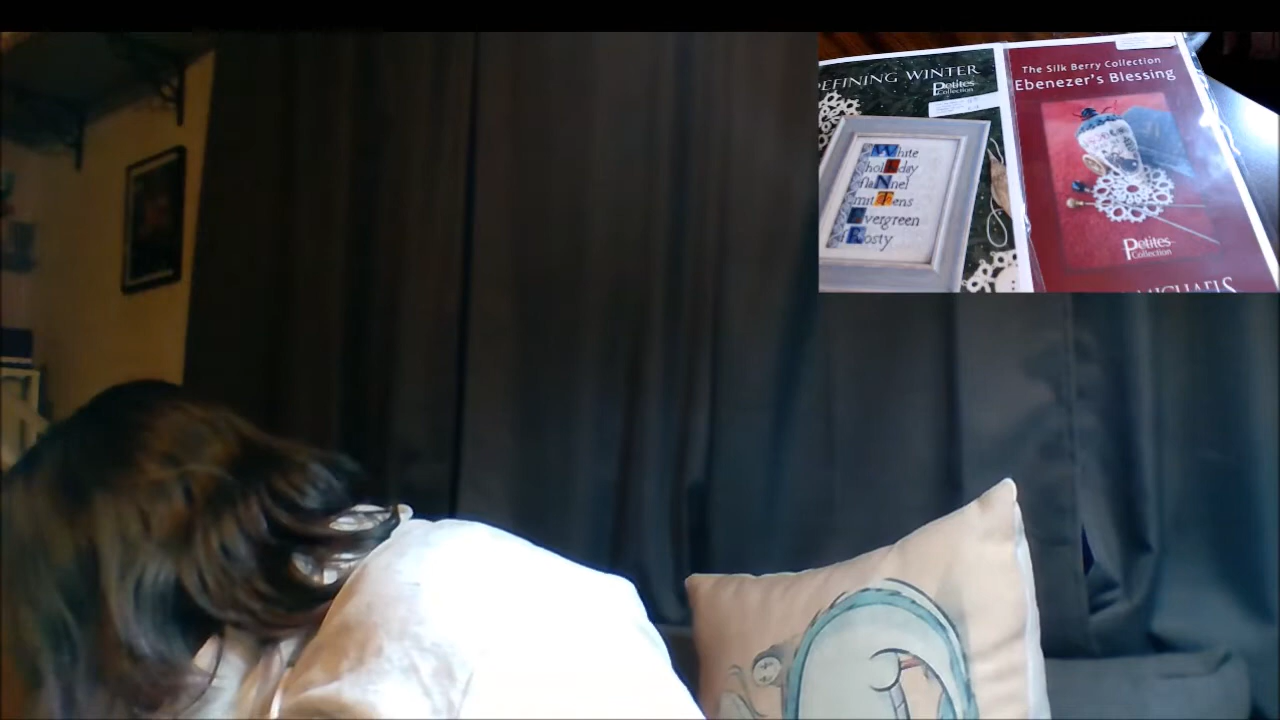 EFINING WINTER
Petites
Collection
White
holiday
flaNnel
mitTens
Evergreen
fRosty
The Silk Berry Collection
Ebenezer's Blessing
Petites
Collection
MICHAELS